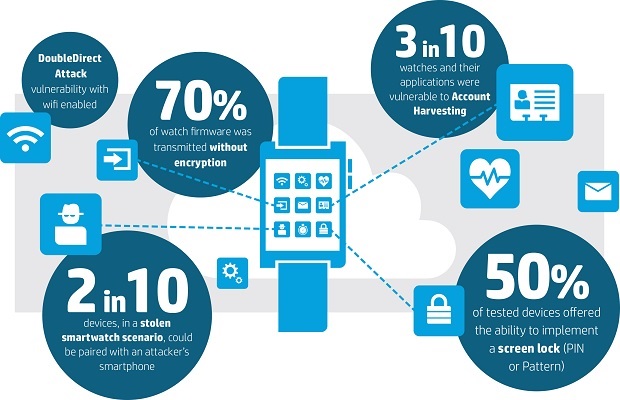 DoubleDirect
Attack
vulnerability with
wifi enabled
70%
of watch firmware was
transmitted without
encryption
3 in 10
watches and their
applications were
vulnerable to Account
Harvesting
2 in 10
devices, in a stolen
smartwatch scenario, could
be paired with an attacker's
smartphone
50%
of tested devices offered
the ability to implement
a screen lock (PIN
or Pattern)